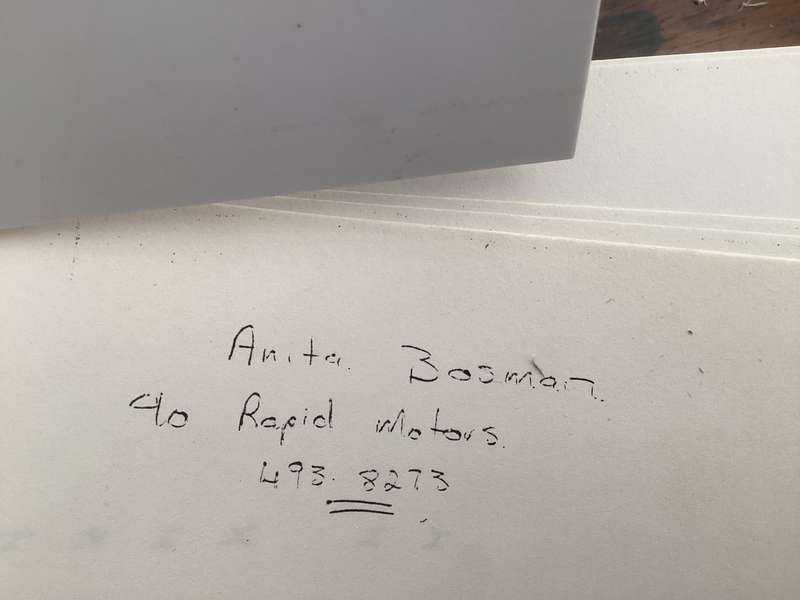 Anita Bosman.
c/o Rapid Motors.
493. 8273